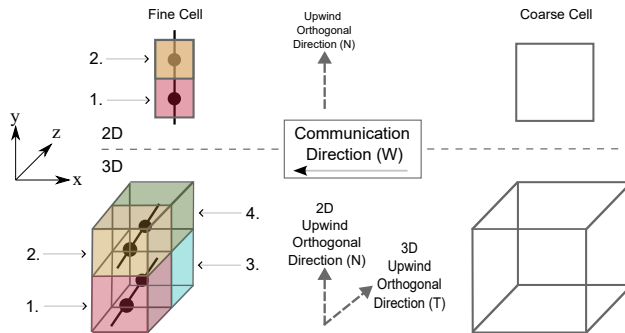 Fine Cell
Coarse Cell
Upwind
Orthogonal
Direction (N)
2.
1.
y
z
x
2D
3D
Communication
Direction (W)
4.
2.
3.
1.
2D
Upwind
Orthogonal
Direction (N)
3D
Upwind
Orthogonal
Direction (T)